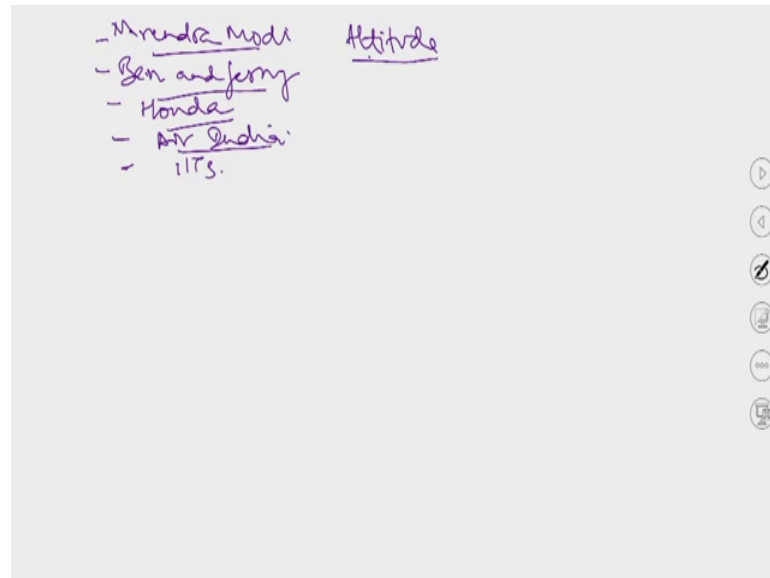 - Narendra Modi Attitude
- Ben and Jerry
- Honda
- Air India
- IITs.